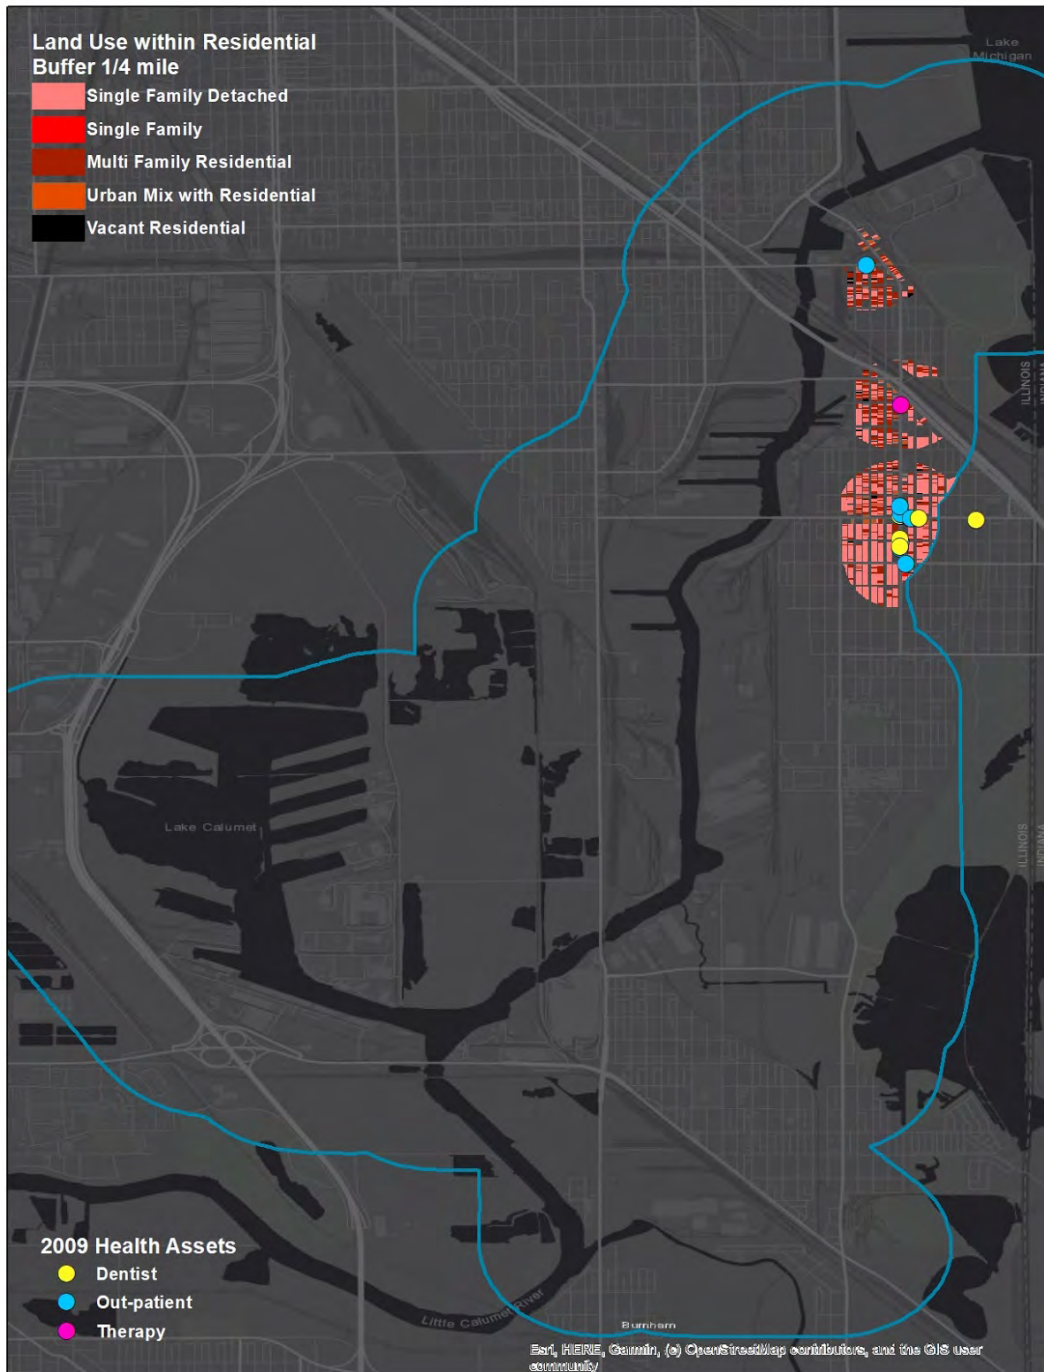 Land Use within Residential
Buffer 1/4 mile
Single Family Detached
Single Family
Multi Family Residential
Urban Mix with Residential
Vacant Residential
Lake
Michigan
ILLINOIS
INDIANA
Lake Calumet
ILLINOIS
INDIANA
2009 Health Assets
Dentist
Out-patient
Therapy
Little Calumet River
Burnham
Esri, HERE, Garmin, (c) OpenStreetMap contributors, and the GIS user
community